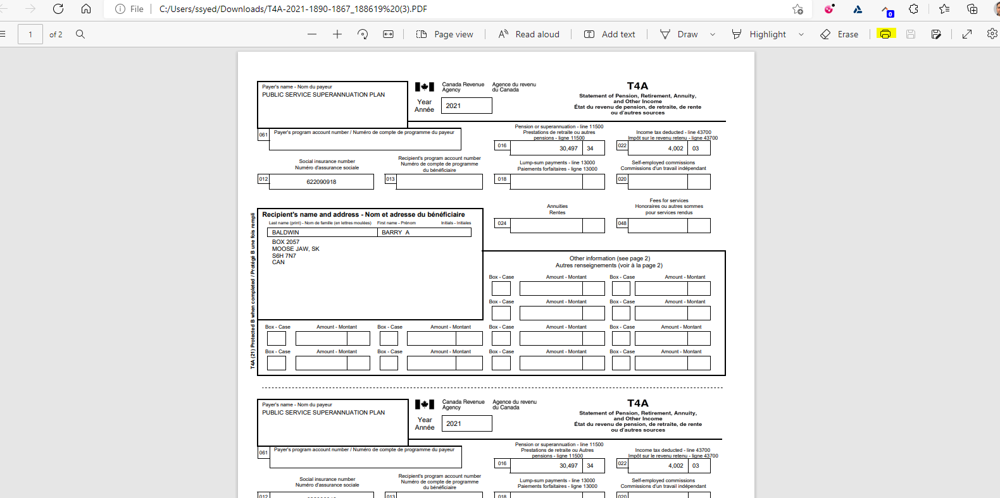 File C:/Users/ssyed/Downloads/T4A-2021-1890-1867_188619%20(3).PDF
0
1 of 2 Page view Read aloud Add text Draw Highlight Erase
Payer's name - Nom du payeur
PUBLIC SERVICE SUPERANNUATION PLAN
Canada Revenue Agency
Agence du revenu du Canada
Year
Année
2021
T4A
Statement of Pension, Retirement, Annuity,
and Other Income
État du revenu de pension, de retraite, de rente
ou d'autres sources
061 Payer's program account number / Numéro de compte de programme du payeur
Pension or superannuation - line 11500
Prestations de retraite ou autres
pensions - ligne 11500
016 30,497 34
Income tax deducted - line 43700
Impôt sur le revenu retenu - ligne 43700
022 4,002 03
Social insurance number
Numéro d'assurance sociale
012 622090918
Recipient's program account number
Numéro de compte de programme
du bénéficiaire
013
Lump-sum payments - line 13000
Paiements forfaitaires - ligne 13000
018
Self-employed commissions
Commissions d'un travail indépendant
020
Recipient's name and address - Nom et adresse du bénéficiaire
Last name (print) - Nom de famille (en lettres moulées) First name - Prénom Initials - Initiales
BALDWIN BARRY A
BOX 2057
MOOSE JAW, SK
S6H 7N7
CAN
Annuities
Rentes
024
Fees for services
Honoraires ou autres sommes
pour services rendus
048
Other information (see page 2)
Autres renseignements (voir à la page 2)
Box - Case Amount - Montant Box - Case Amount - Montant
Box - Case Amount - Montant Box - Case Amount - Montant
Box - Case Amount - Montant Box - Case Amount - Montant Box - Case Amount - Montant Box - Case Amount - Montant
Box - Case Amount - Montant Box - Case Amount - Montant Box - Case Amount - Montant Box - Case Amount - Montant
T4A (21) Protected B when completed / Protégé B une fois rempli
Payer's name - Nom du payeur
PUBLIC SERVICE SUPERANNUATION PLAN
Canada Revenue Agency
Agence du revenu du Canada
Year
Année
2021
T4A
Statement of Pension, Retirement, Annuity,
and Other Income
État du revenu de pension, de retraite, de rente
ou d'autres sources
061 Payer's program account number / Numéro de compte de programme du payeur
Pension or superannuation - line 11500
Prestations de retraite ou Autres
pensions - ligne 11500
016 30,497 34
Income tax deducted - line 43700
Impôt sur le revenu retenu - ligne 43700
022 4,002 03
Social insurance number
Numéro d'assurance sociale
012
Recipient's program account number
Numéro de compte de programme
du bénéficiaire
013
Lump-sum payments - line 13000
Paiements forfaitaires - ligne 13000
018
Self-employed commissions
Commissions d'un travail indépendant
020